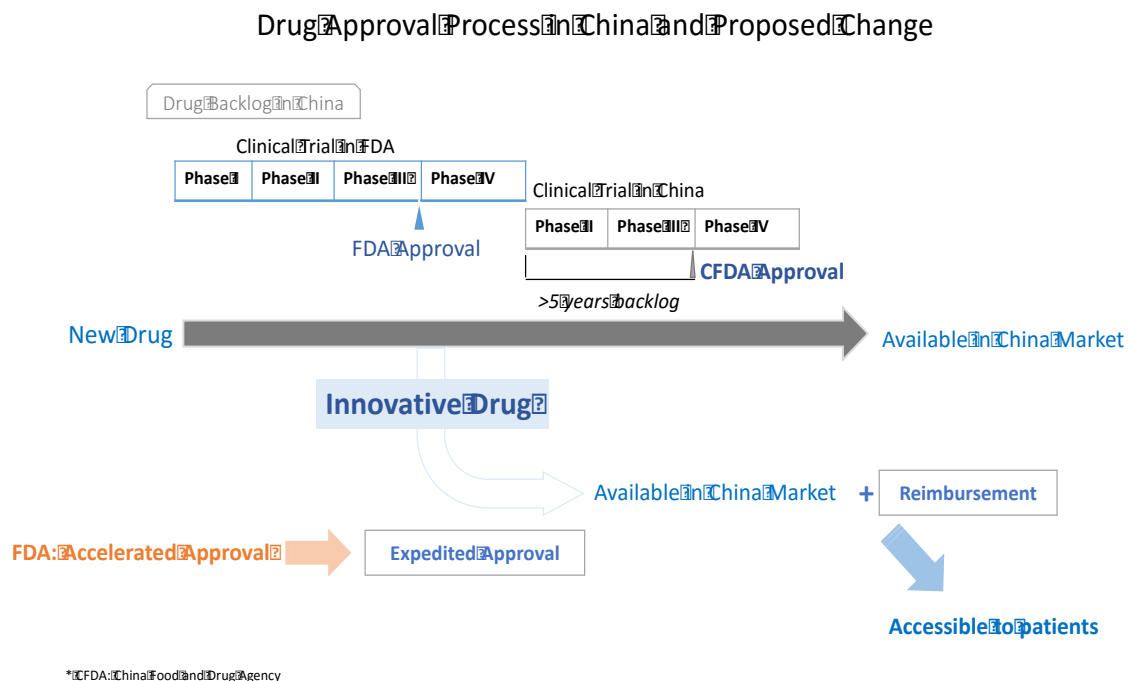 Drug Approval Process in China and Proposed Change
Drug Backlog in China
Clinical Trial in FDA
Phase I
Phase II
Phase III
Phase IV
Clinical Trial in China
Phase II
Phase III
Phase IV
FDA Approval
CFDA Approval
>5 years backlog
New Drug
Available in China Market
Innovative Drug
Available in China Market + Reimbursement
FDA: Accelerated Approval
Expedited Approval
Accessible to patients
* CFDA: China Food and Drug Agency